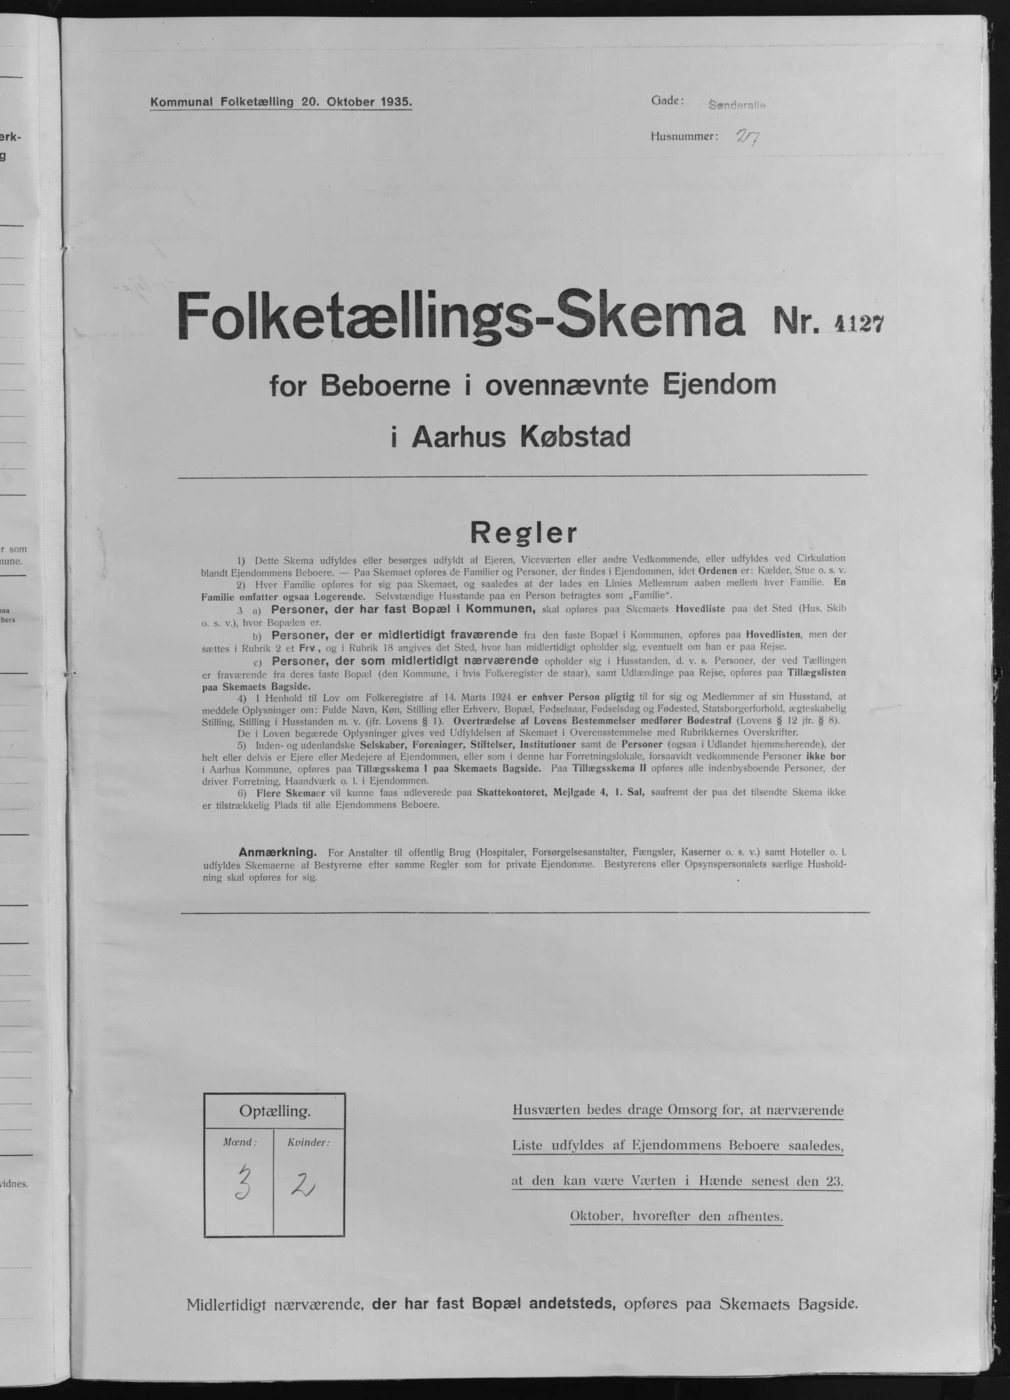 Kommunal Folketælling 20. Oktober 1935.
Gade: Sønderalle
Husnummer: 27
Folketællings-Skema Nr. 4127
for Beboerne i ovennævnte Ejendom
i Aarhus Købstad
Regler
1) Dette Skema udfyldes eller besørges udfyldt af Ejeren, Viceværten eller andre Vedkommende, eller udfyldes ved Cirkulation
blandt Ejendommens Beboere. — Paa Skemaet opføres de Familier og Personer, der findes i Ejendommen, idet Ordenen er: Kælder, Stue o. s. v.
2) Hver Familie opføres for sig paa Skemaet, og saaledes at der lades en Linies Mellemrum aaben mellem hver Familie. En
Familie omfatter ogsaa Logerende. Selvstændige Husstande paa en Person betragtes som „Familie“.
3 a) Personer, der har fast Bopæl i Kommunen, skal opføres paa Skemaets Hovedliste paa det Sted (Hus, Skib
o. s. v.), hvor Bopælen er.
b) Personer, der er midlertidigt fraværende fra den faste Bopæl i Kommunen, opføres paa Hovedlisten, men der
sættes i Rubrik 2 et Frv., og i Rubrik 18 angives det Sted, hvor han midlertidigt opholder sig, eventuelt om han er paa Rejse.
c) Personer, der som midlertidigt nærværende opholder sig i Husstanden, d. v. s. Personer, der ved Tællingen
er fraværende fra deres faste Bopæl (den Kommune, i hvis Folkeregister de staar), samt Udlændinge paa Rejse, opføres paa Tillægslisten
paa Skemaets Bagside.
4) I Henhold til Lov om Folkeregistre af 14. Marts 1924 er enhver Person pligtig til for sig og Medlemmer af sin Husstand, at
meddele Oplysninger om: Fulde Navn, Køn, Stilling eller Erhverv, Bopæl, Fødselsaar, Fødselsdag og Fødested, Statsborgerforhold, ægteskabelig
Stilling, Stilling i Husstanden m. v. (jfr. Lovens § 1). Overtrædelse af Lovens Bestemmelser medfører Bødestraf (Lovens § 12 jfr. § 8).
De i Loven begærede Oplysninger gives ved Udfyldelsen af Skemaet i Overensstemmelse med Rubrikkernes Overskrifter.
5) Inden- og udenlandske Selskaber, Foreninger, Stiftelser, Institutioner samt de Personer (ogsaa i Udlandet hjemmehørende), der
helt eller delvis er Ejere eller Medejere af Ejendommen, eller som i denne har Forretningslokale, forsaavidt vedkommende Personer ikke bor
i Aarhus Kommune, opføres paa Tillægsskema I paa Skemaets Bagside. Paa Tillægsskema II opføres alle indenbysboende Personer, der
driver Forretning, Haandværk o. l. i Ejendommen.
6) Flere Skemaer vil kunne faas udleverede paa Skattekontoret, Mejlgade 4, 1. Sal, saafremt der paa det tilsendte Skema ikke
er tilstrækkelig Plads til alle Ejendommens Beboere.
Anmærkning. For Anstalter til offentlig Brug (Hospitaler, Forsørgelsesanstalter, Fængsler, Kaserner o. s. v.) samt Hoteller o. l.
udfyldes Skemaerne af Bestyrerne efter samme Regler som for private Ejendomme. Bestyrerens eller Opsynspersonalets særlige Hushold-
ning skal opføres for sig.
Optælling.
Mænd: Kvinder:
3 2
Husværten bedes drage Omsorg for, at nærværende
Liste udfyldes af Ejendommens Beboere saaledes,
at den kan være Værten i Hænde senest den 23.
Oktober, hvorefter den afhentes.
Midlertidigt nærværende, der har fast Bopæl andetsteds, opføres paa Skemaets Bagside.